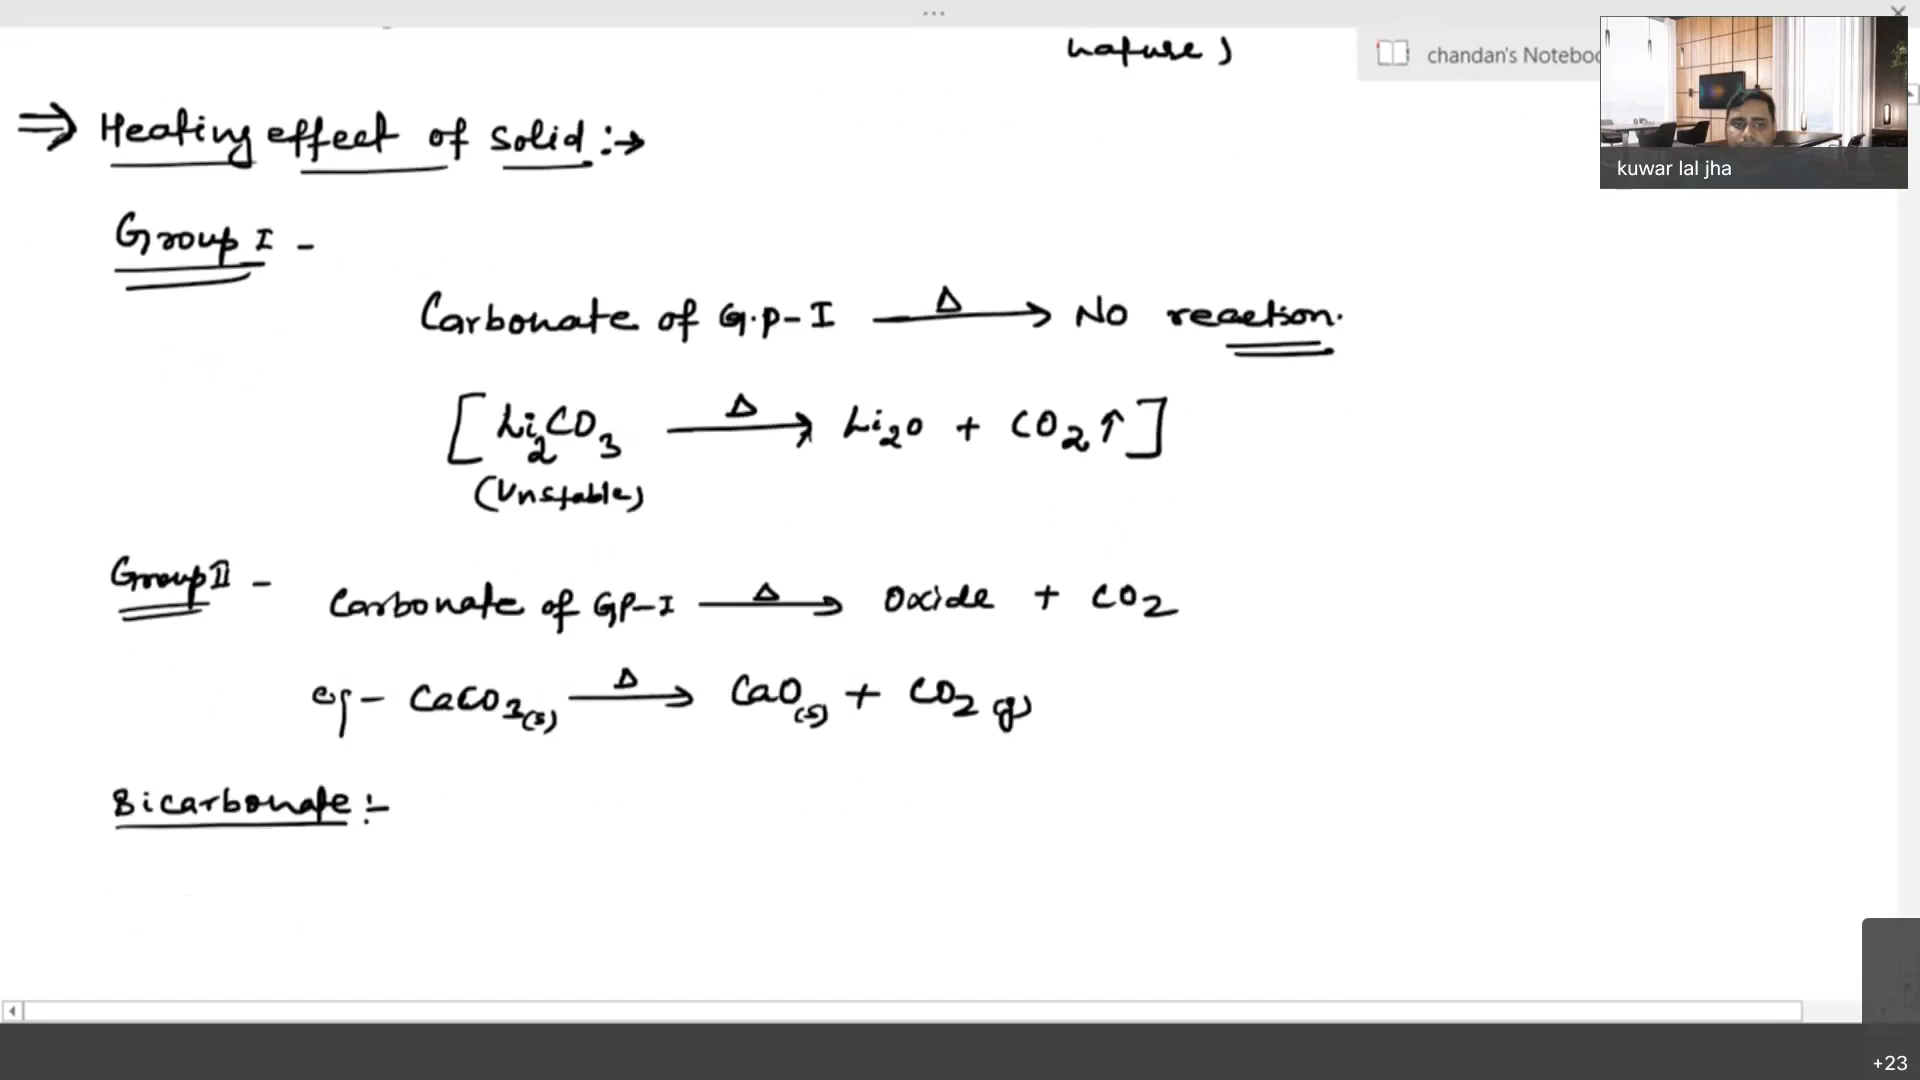 nature)
chandan's Notebo
kuwar lal jha
⇒ Heating effect of solid :→
Group I -
Carbonate of G.P-I —Δ→ No reaction.
[Li₂CO₃ —Δ→ Li₂O + CO₂↑]
(Unstable)
Group II -
Carbonate of GP-I —Δ→ Oxide + CO₂
eg - CaCO₃(s) —Δ→ CaO(s) + CO₂(g)
Bicarbonate :-
+23